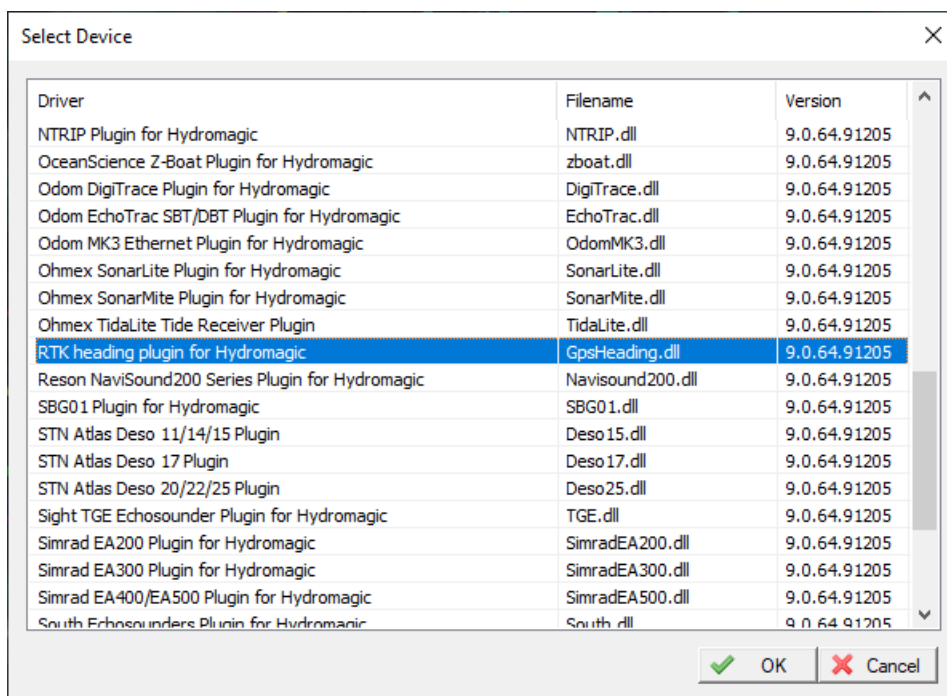 Select Device
Driver Filename Version
NTRIP Plugin for Hydromagic NTRIP.dll 9.0.64.91205
OceanScience Z-Boat Plugin for Hydromagic zboat.dll 9.0.64.91205
Odom DigiTrace Plugin for Hydromagic DigiTrace.dll 9.0.64.91205
Odom EchoTrac SBT/DBT Plugin for Hydromagic EchoTrac.dll 9.0.64.91205
Odom MK3 Ethernet Plugin for Hydromagic OdomMK3.dll 9.0.64.91205
Ohmex SonarLite Plugin for Hydromagic SonarLite.dll 9.0.64.91205
Ohmex SonarMite Plugin for Hydromagic SonarMite.dll 9.0.64.91205
Ohmex TidaLite Tide Receiver Plugin TidaLite.dll 9.0.64.91205
RTK heading plugin for Hydromagic GpsHeading.dll 9.0.64.91205
Reson NaviSound200 Series Plugin for Hydromagic Navisound200.dll 9.0.64.91205
SBG01 Plugin for Hydromagic SBG01.dll 9.0.64.91205
STN Atlas Deso 11/14/15 Plugin Deso15.dll 9.0.64.91205
STN Atlas Deso 17 Plugin Deso17.dll 9.0.64.91205
STN Atlas Deso 20/22/25 Plugin Deso25.dll 9.0.64.91205
Sight TGE Echosounder Plugin for Hydromagic TGE.dll 9.0.64.91205
Simrad EA200 Plugin for Hydromagic SimradEA200.dll 9.0.64.91205
Simrad EA300 Plugin for Hydromagic SimradEA300.dll 9.0.64.91205
Simrad EA400/EA500 Plugin for Hydromagic SimradEA500.dll 9.0.64.91205
South Echosounders Plugin for Hydromagic South.dll 9.0.64.91205
OK Cancel